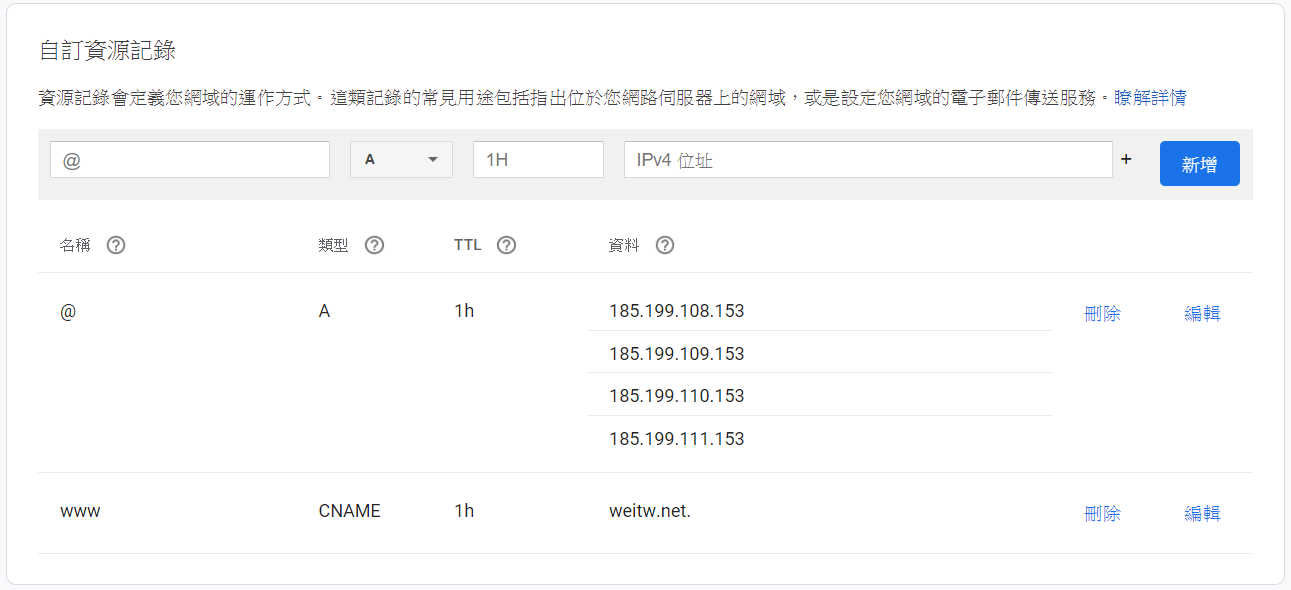 自訂資源記錄
資源記錄會定義您網域的運作方式。這類記錄的常見用途包括指出位於您網路伺服器上的網域，或是設定您網域的電子郵件傳送服務。瞭解詳情
@ A 1H IPv4 位址 + 新增
名稱 ? 類型 ? TTL ? 資料 ?
@ A 1h 185.199.108.153 刪除 編輯
185.199.109.153
185.199.110.153
185.199.111.153
www CNAME 1h weitw.net. 刪除 編輯